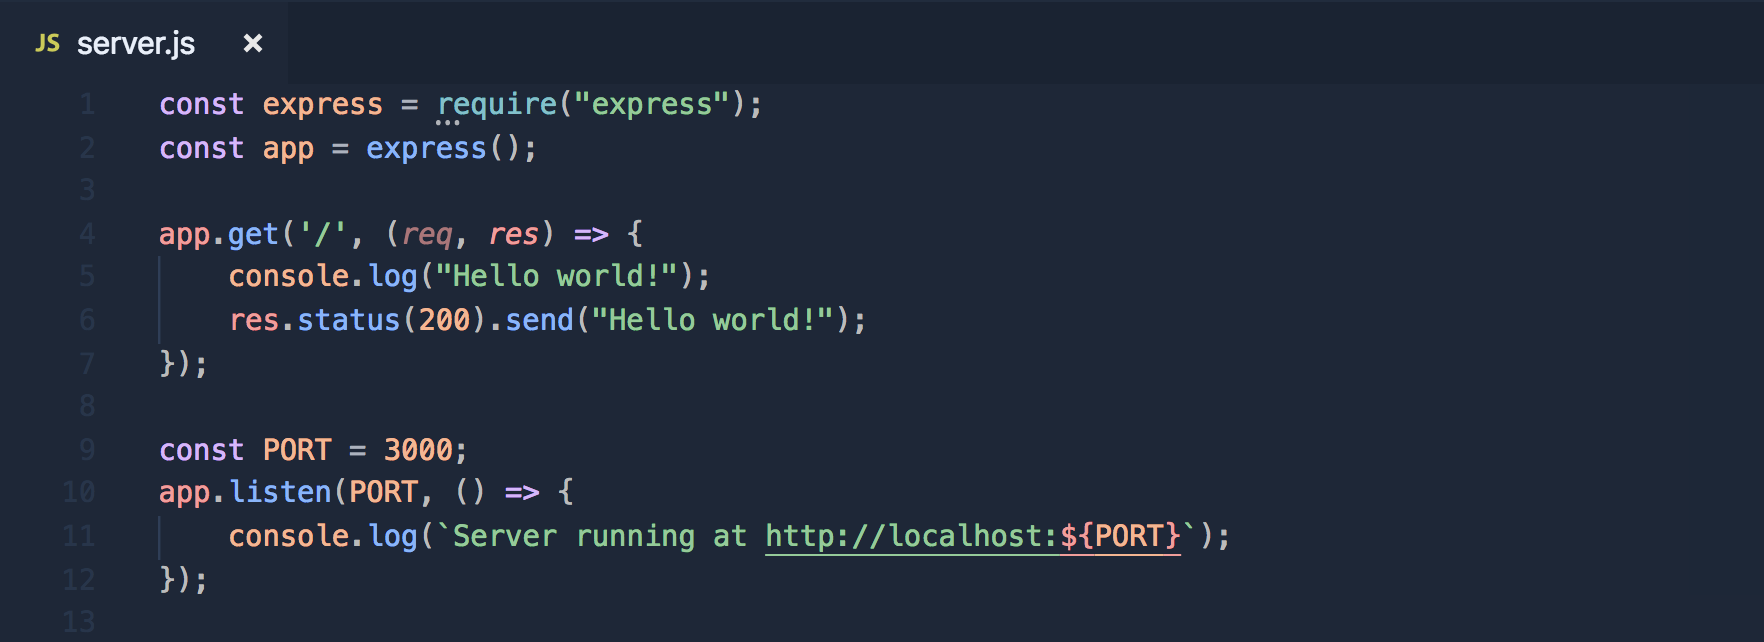 JS server.js ×
1 const express = require("express");
2 const app = express();
3
4 app.get('/', (req, res) => {
5     console.log("Hello world!");
6     res.status(200).send("Hello world!");
7 });
8
9 const PORT = 3000;
10 app.listen(PORT, () => {
11     console.log(`Server running at http://localhost:${PORT}`);
12 });
13